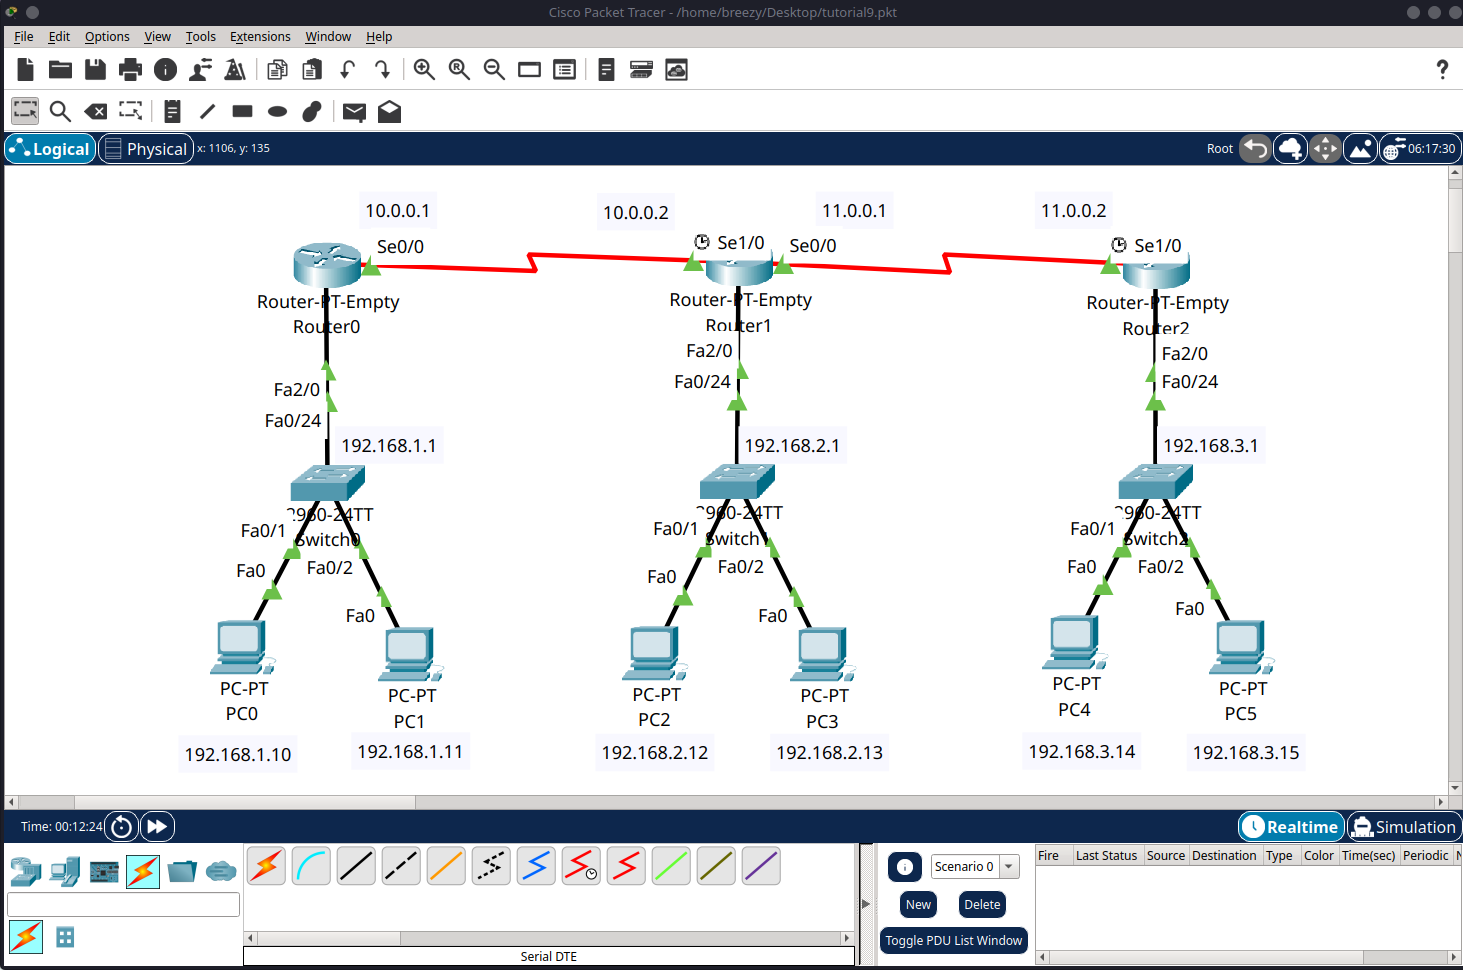 Cisco Packet Tracer - /home/breezy/Desktop/tutorial9.pkt
File Edit Options View Tools Extensions Window Help
?
Logical Physical x: 1106, y: 135 Root 06:17:30
10.0.0.1 10.0.0.2 11.0.0.1 11.0.0.2
Se0/0 Se1/0 Se0/0 Se1/0
Router-PT-Empty Router-PT-Empty Router-PT-Empty
Router0 Router1 Router2
Fa2/0 Fa2/0
Fa2/0 Fa0/24 Fa0/24
Fa0/24
192.168.1.1 192.168.2.1 192.168.3.1
2960-24TT 2960-24TT 2960-24TT
Fa0/1 Switch0 Fa0/1 Switch1 Fa0/1 Switch2
Fa0 Fa0/2 Fa0 Fa0/2 Fa0 Fa0/2
Fa0 Fa0 Fa0
PC-PT PC-PT PC-PT PC-PT PC-PT PC-PT
PC0 PC1 PC2 PC3 PC4 PC5
192.168.1.10 192.168.1.11 192.168.2.12 192.168.2.13 192.168.3.14 192.168.3.15
Time: 00:12:24 Realtime Simulation
Scenario 0
New Delete
Toggle PDU List Window
Fire Last Status Source Destination Type Color Time(sec) Periodic N
Serial DTE